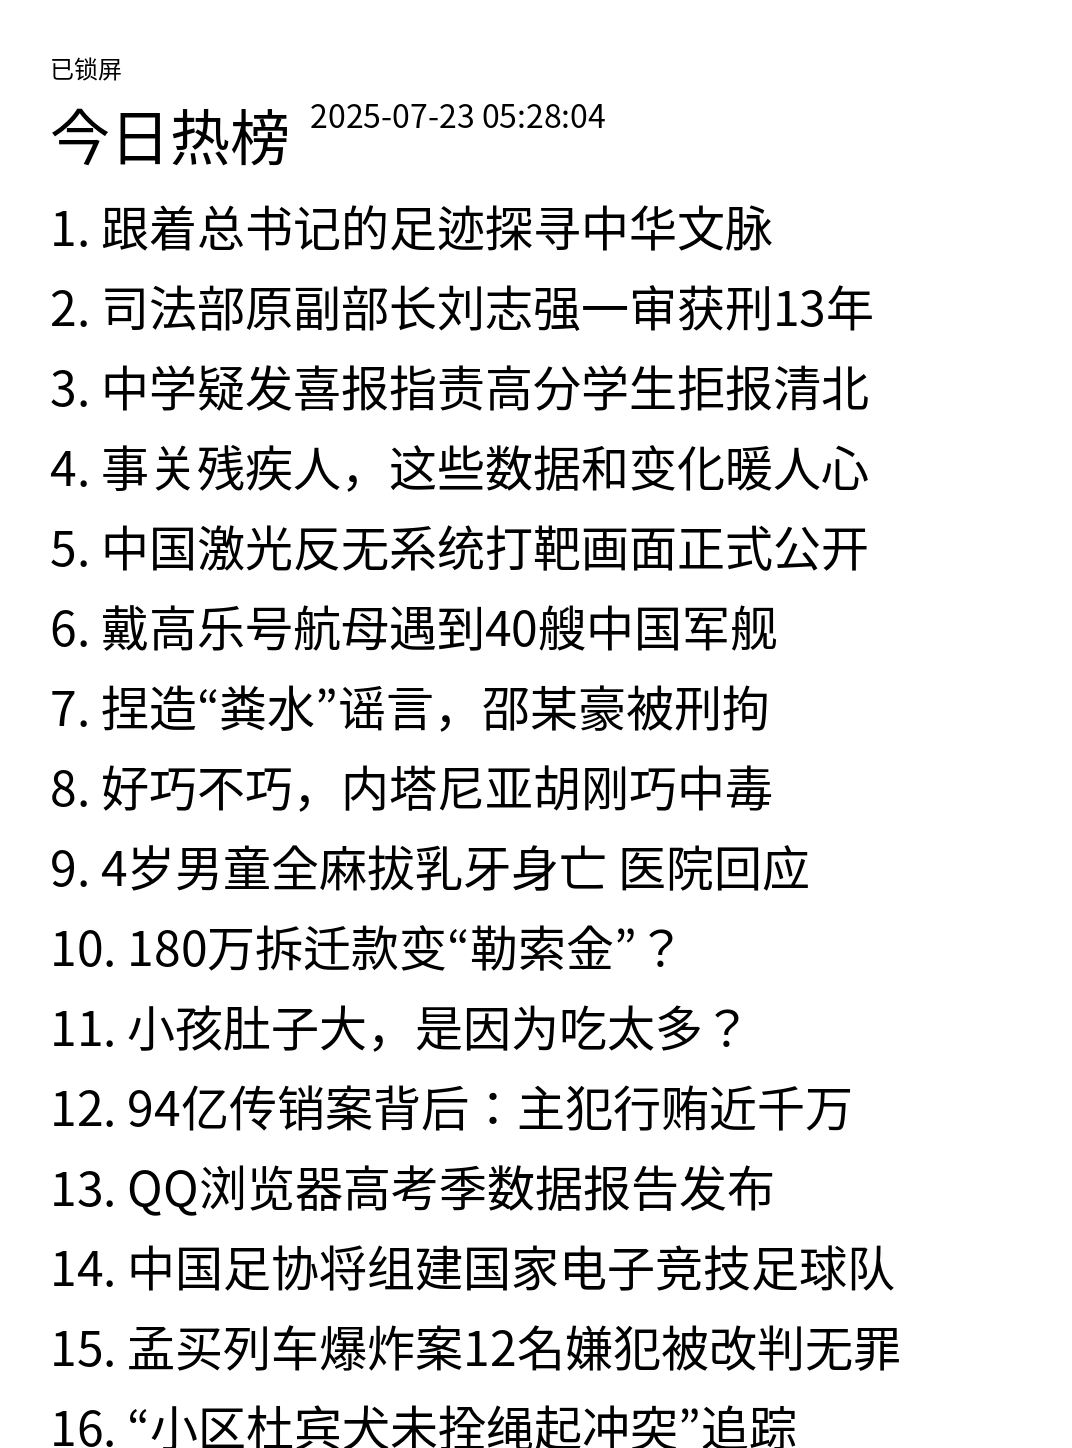 已锁屏
今日热榜 2025-07-23 05:28:04
1. 跟着总书记的足迹探寻中华文脉
2. 司法部原副部长刘志强一审获刑13年
3. 中学疑发喜报指责高分学生拒报清北
4. 事关残疾人，这些数据和变化暖人心
5. 中国激光反无系统打靶画面正式公开
6. 戴高乐号航母遇到40艘中国军舰
7. 捏造“粪水”谣言，邵某豪被刑拘
8. 好巧不巧，内塔尼亚胡刚巧中毒
9. 4岁男童全麻拔乳牙身亡 医院回应
10. 180万拆迁款变“勒索金”？
11. 小孩肚子大，是因为吃太多？
12. 94亿传销案背后：主犯行贿近千万
13. QQ浏览器高考季数据报告发布
14. 中国足协将组建国家电子竞技足球队
15. 孟买列车爆炸案12名嫌犯被改判无罪
16. “小区杜宾犬未拴绳起冲突”追踪